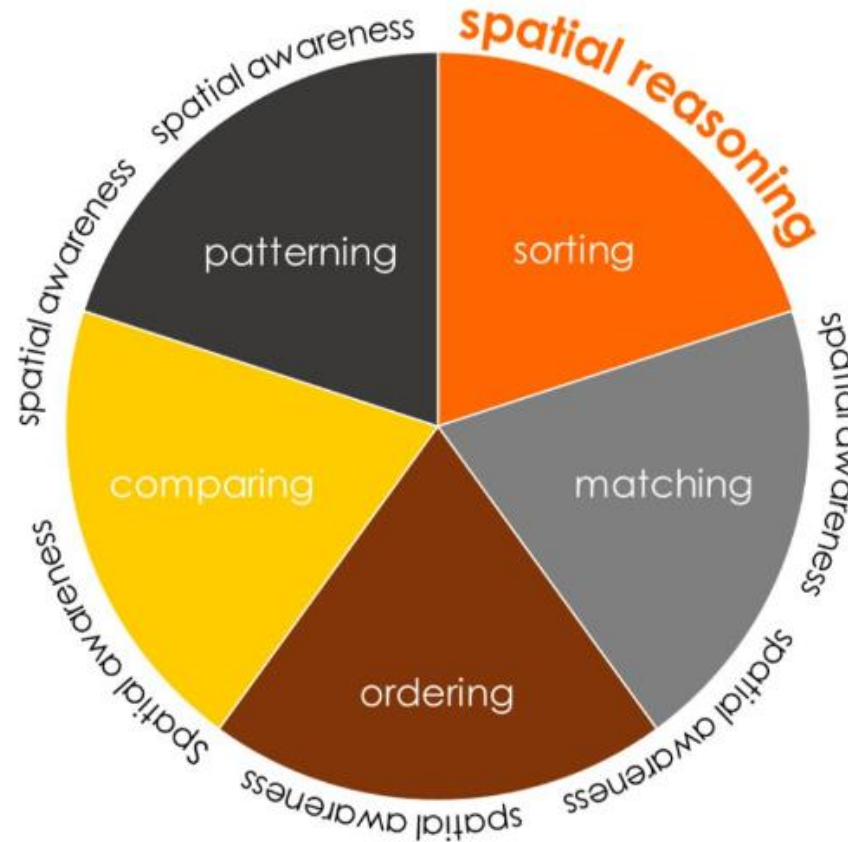 spatial reasoning
spatial awareness
spatial awareness
spatial awareness
Spatial awareness
spatial awareness
spatial awareness
sorting
matching
ordering
comparing
patterning